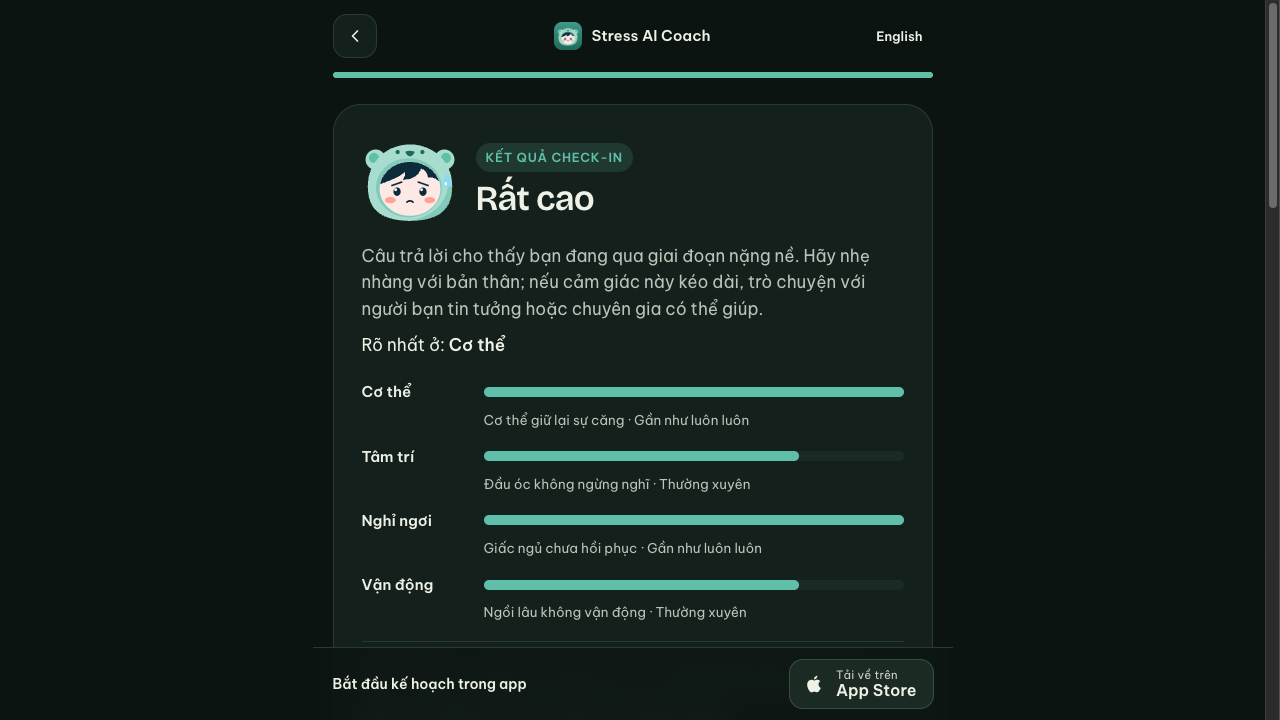 Stress AI Coach
English
KẾT QUẢ CHECK-IN
Rất cao
Câu trả lời cho thấy bạn đang qua giai đoạn nặng nề. Hãy nhẹ
nhàng với bản thân; nếu cảm giác này kéo dài, trò chuyện với
người bạn tin tưởng hoặc chuyên gia có thể giúp.
Rõ nhất ở: Cơ thể
Cơ thể
Cơ thể giữ lại sự căng · Gần như luôn luôn
Tâm trí
Đầu óc không ngừng nghĩ · Thường xuyên
Nghỉ ngơi
Giấc ngủ chưa hồi phục · Gần như luôn luôn
Vận động
Ngồi lâu không vận động · Thường xuyên
Bắt đầu kế hoạch trong app
Tải về trên
App Store